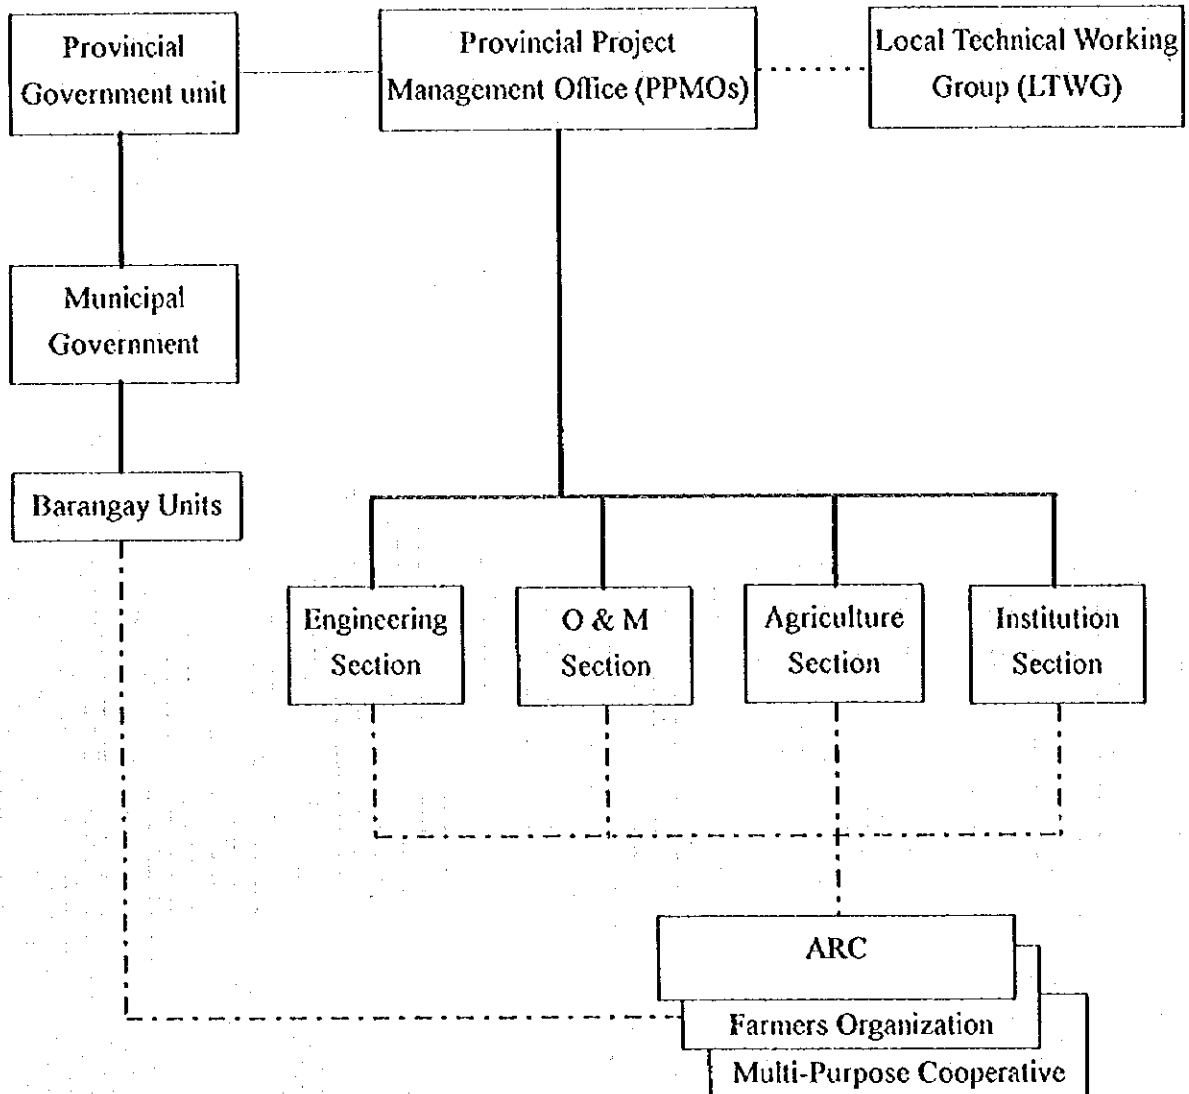 Provincial
Government unit
Provincial Project
Management Office (PPMOs)
Local Technical Working
Group (LTWG)
Municipal
Government
Barangay Units
Engineering
Section
O & M
Section
Agriculture
Section
Institution
Section
ARC
Farmers Organization
Multi-Purpose Cooperative